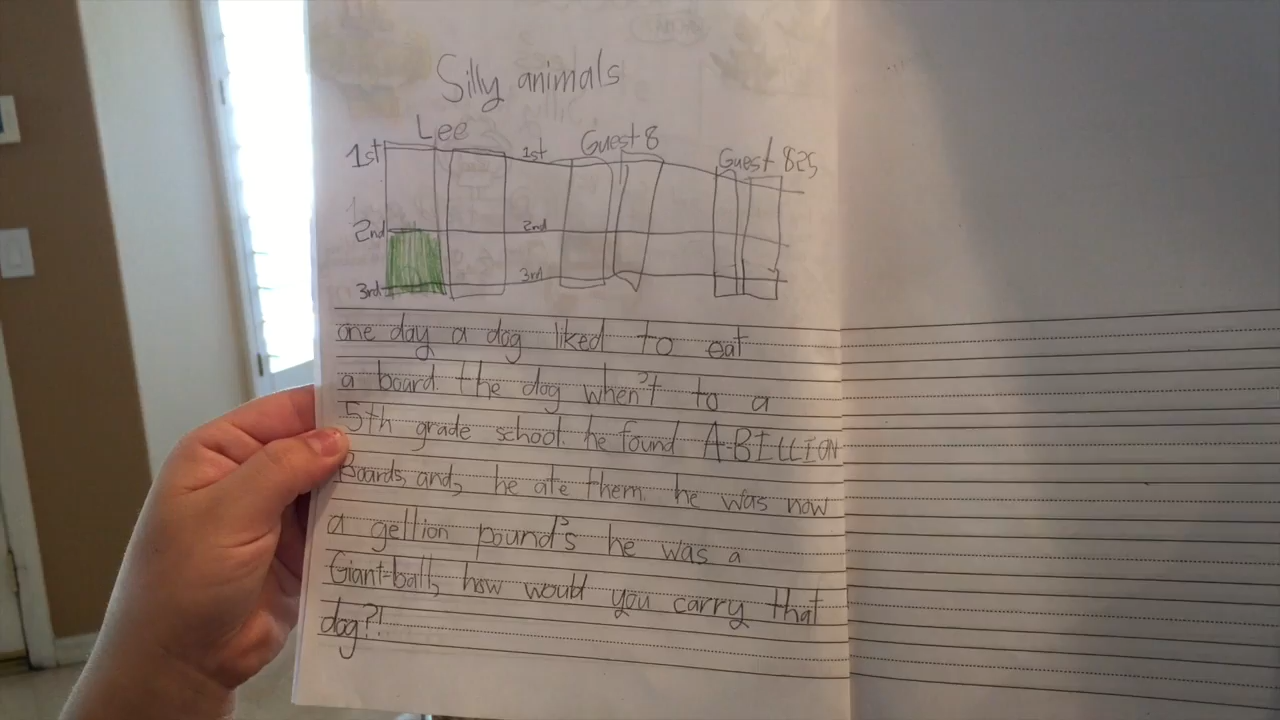 Silly animals
Lee Guest 8 Guest 825
1st 1st
2nd 2nd
3rd 3rd
one day a dog liked to eat
a board. the dog when't to a
5th grade school. he found A-BILLION
Boards, and, he ate them. he was now
a gellion pound's he was a
Giant-ball, how would you carry that
dog?!